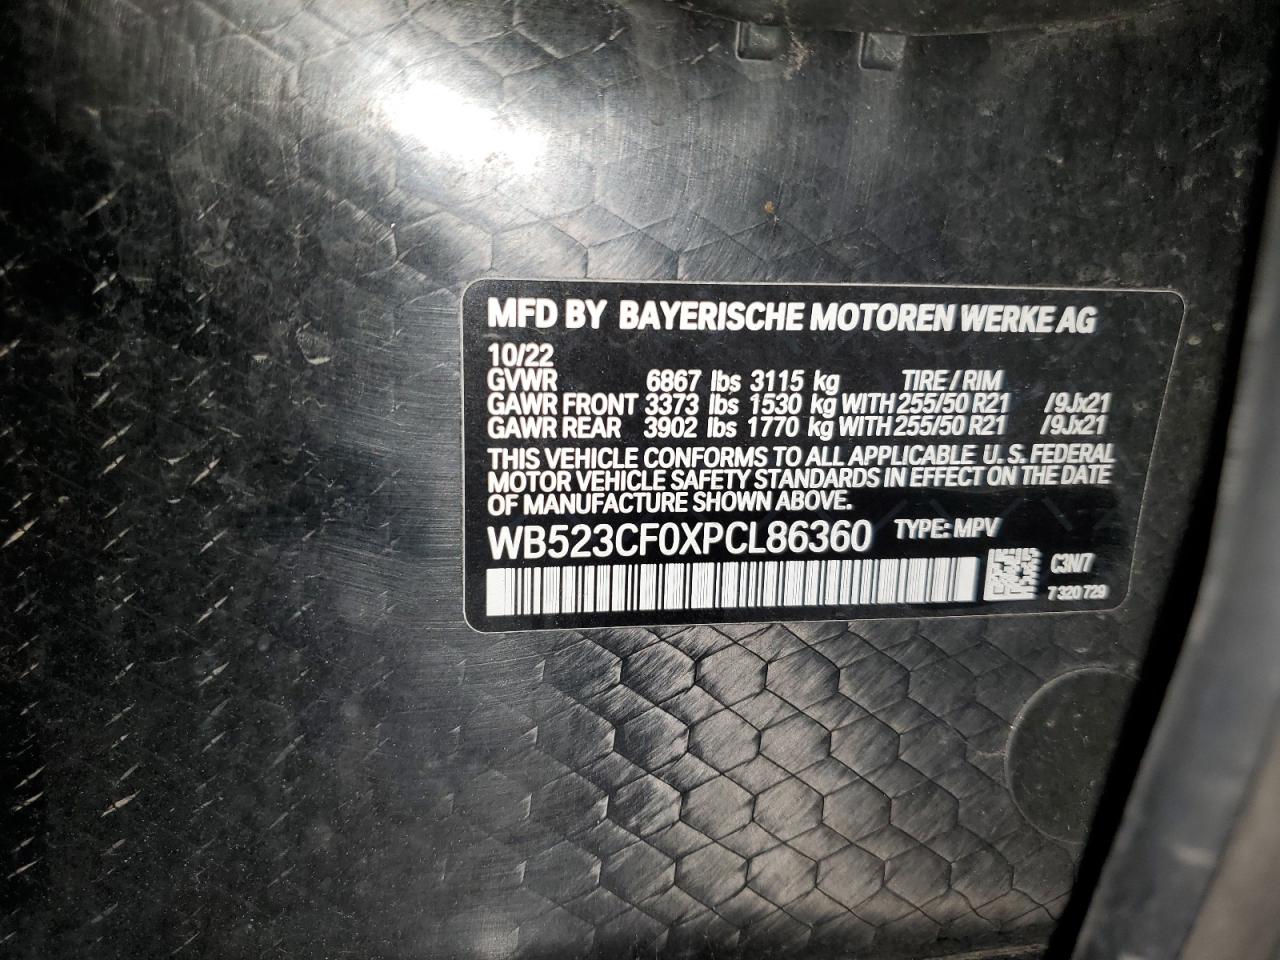 MFD BY BAYERISCHE MOTOREN WERKE AG
10/22
GVWR 6867 lbs 3115 kg TIRE / RIM
GAWR FRONT 3373 lbs 1530 kg WITH 255/50 R21 /9Jx21
GAWR REAR 3902 lbs 1770 kg WITH 255/50 R21 /9Jx21
THIS VEHICLE CONFORMS TO ALL APPLICABLE U. S. FEDERAL
MOTOR VEHICLE SAFETY STANDARDS IN EFFECT ON THE DATE
OF MANUFACTURE SHOWN ABOVE.
WB523CF0XPCL86360 TYPE: MPV
C3N/7
7 320 729